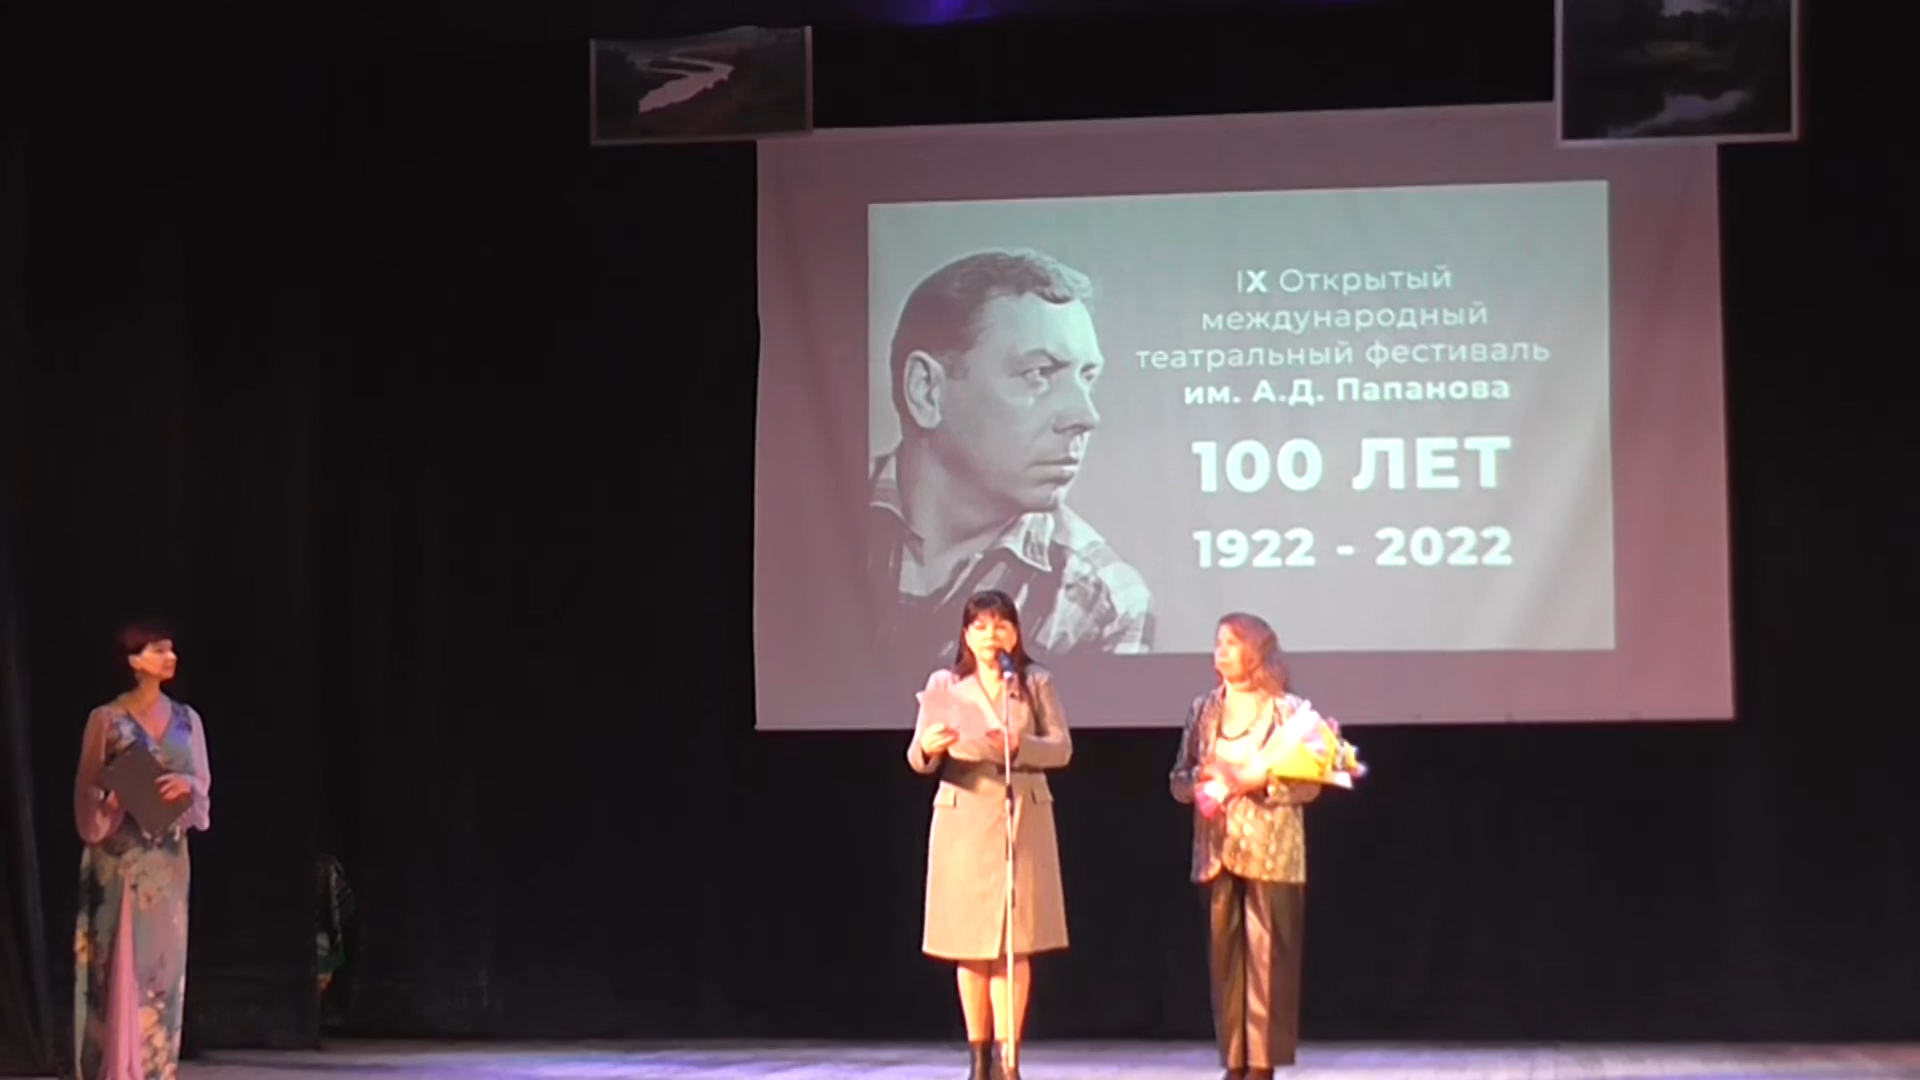 IX Открытый
международный
театральный фестиваль
им. А.Д. Папанова
100 ЛЕТ
1922 - 2022